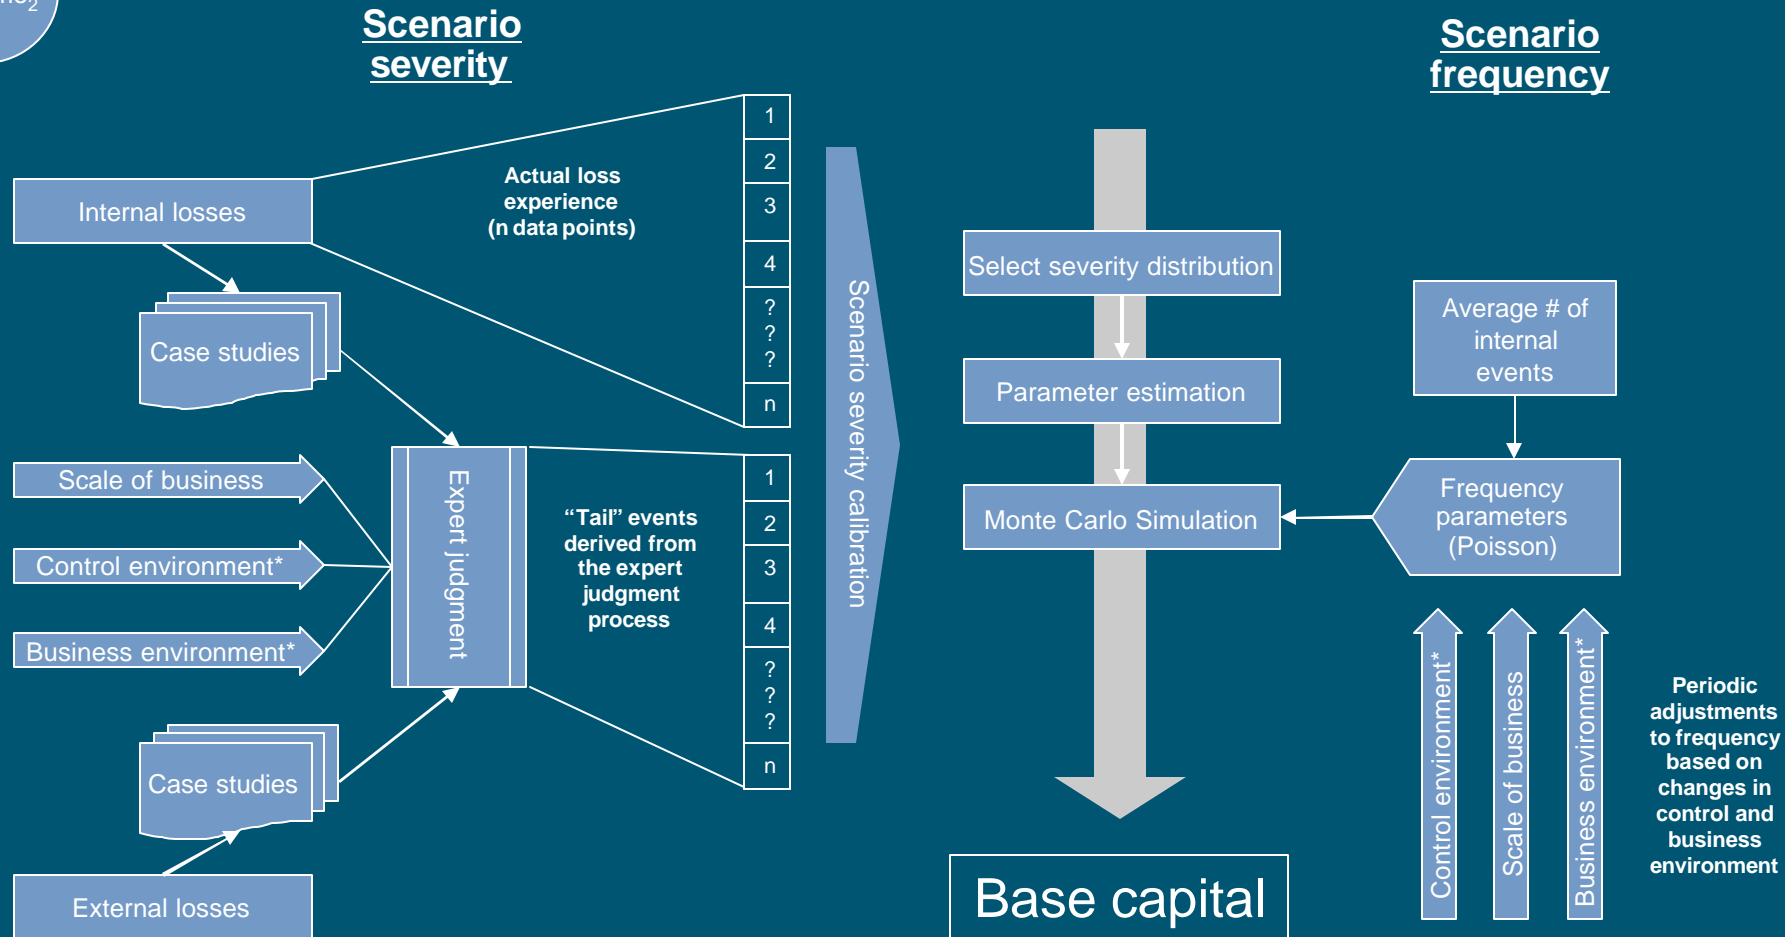 Scenario
severity
Scenario
frequency
Internal losses
Actual loss
experience
(n data points)
1
2
3
4
?
?
?
n
Case studies
Scale of business
Control environment*
Business environment*
Expert judgment
“Tail” events
derived from
the expert
judgment
process
1
2
3
4
?
?
?
n
Case studies
External losses
Scenario severity calibration
Select severity distribution
Parameter estimation
Monte Carlo Simulation
Base capital
Average # of
internal
events
Frequency
parameters
(Poisson)
Control environment*
Scale of business
Business environment*
Periodic
adjustments
to frequency
based on
changes in
control and
business
environment